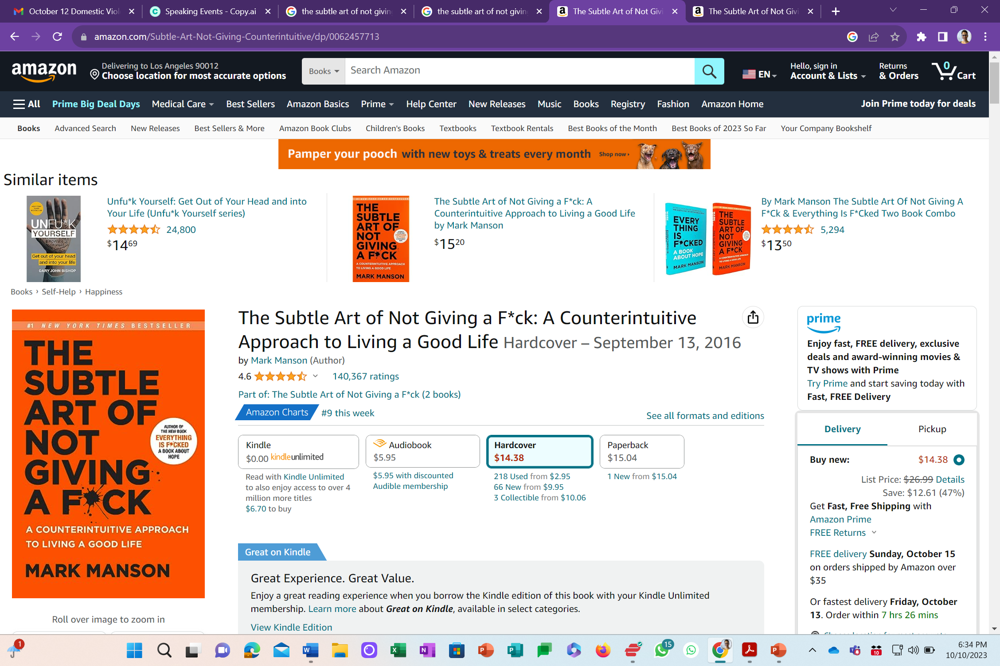 October 12 Domestic Viol
Speaking Events - Copy.ai
the subtle art of not giving
the subtle art of not giving
The Subtle Art of Not Givi
The Subtle Art of Not Givi
amazon.com/Subtle-Art-Not-Giving-Counterintuitive/dp/0062457713
amazon
Delivering to Los Angeles 90012
Choose location for most accurate options
Books
Search Amazon
EN
Hello, sign in
Account & Lists
Returns
& Orders
0
Cart
All
Prime Big Deal Days
Medical Care
Best Sellers
Amazon Basics
Prime
Help Center
New Releases
Music
Books
Registry
Fashion
Amazon Home
Join Prime today for deals
Books
Advanced Search
New Releases
Best Sellers & More
Amazon Book Clubs
Children's Books
Textbooks
Textbook Rentals
Best Books of the Month
Best Books of 2023 So Far
Your Company Bookshelf
Pamper your pooch with new toys & treats every month Shop now ›
Similar items
UNFU*K
YOURSELF
Get out of your head
and into your life
GARY JOHN BISHOP
Unfu*k Yourself: Get Out of Your Head and into
Your Life (Unfu*k Yourself series)
24,800
$1469
THE
SUBTLE
ART OF
NOT
GIVING
A F*CK
A COUNTERINTUITIVE APPROACH
TO LIVING A GOOD LIFE
MARK MANSON
The Subtle Art of Not Giving a F*ck: A
Counterintuitive Approach to Living a Good Life
by Mark Manson
$1520
EVERY
THING
IS
F*CKED
A BOOK
ABOUT HOPE
MARK MANSON
THE
SUBTLE
ART OF
NOT
GIVING
A F*CK
MARK MANSON
By Mark Manson The Subtle Art Of Not Giving A
F*Ck & Everything Is F*Cked Two Book Combo
5,294
$1350
Books › Self-Help › Happiness
#1 NEW YORK TIMES BESTSELLER
THE
SUBTLE
ART OF
NOT
GIVING
A F*CK
AUTHOR OF
THE NEW BOOK
EVERYTHING
IS F*CKED
A BOOK ABOUT
HOPE
A COUNTERINTUITIVE APPROACH
TO LIVING A GOOD LIFE
MARK MANSON
Roll over image to zoom in
The Subtle Art of Not Giving a F*ck: A Counterintuitive
Approach to Living a Good Life Hardcover – September 13, 2016
by Mark Manson (Author)
4.6
140,367 ratings
Part of: The Subtle Art of Not Giving a F*ck (2 books)
Amazon Charts #9 this week
See all formats and editions
Kindle
$0.00 kindleunlimited
Read with Kindle Unlimited
to also enjoy access to over 4
million more titles
$6.70 to buy
Audiobook
$5.95
$5.95 with discounted
Audible membership
Hardcover
$14.38
218 Used from $2.95
66 New from $9.95
3 Collectible from $10.06
Paperback
$15.04
1 New from $15.04
Great on Kindle
Great Experience. Great Value.
Enjoy a great reading experience when you borrow the Kindle edition of this book with your Kindle Unlimited
membership. Learn more about Great on Kindle, available in select categories.
View Kindle Edition
prime
Enjoy fast, FREE delivery, exclusive
deals and award-winning movies &
TV shows with Prime
Try Prime and start saving today with
Fast, FREE Delivery
Delivery
Pickup
Buy new:
$14.38
List Price: $26.99 Details
Save: $12.61 (47%)
Get Fast, Free Shipping with
Amazon Prime
FREE Returns
FREE delivery Sunday, October 15
on orders shipped by Amazon over
$35
Or fastest delivery Friday, October
13. Order within 7 hrs 26 mins
1
15
10
6:34 PM
10/10/2023